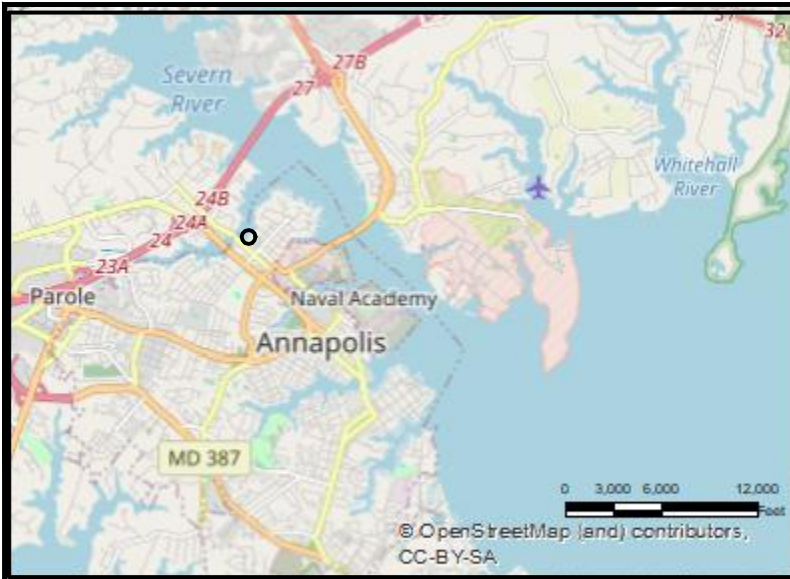 31
32
27B
27
Severn
River
Whitehall
River
24B
24A
24
23A
Parole
Naval Academy
Annapolis
MD 387
0 3,000 6,000 12,000
Feet
© OpenStreetMap (and) contributors,
CC-BY-SA